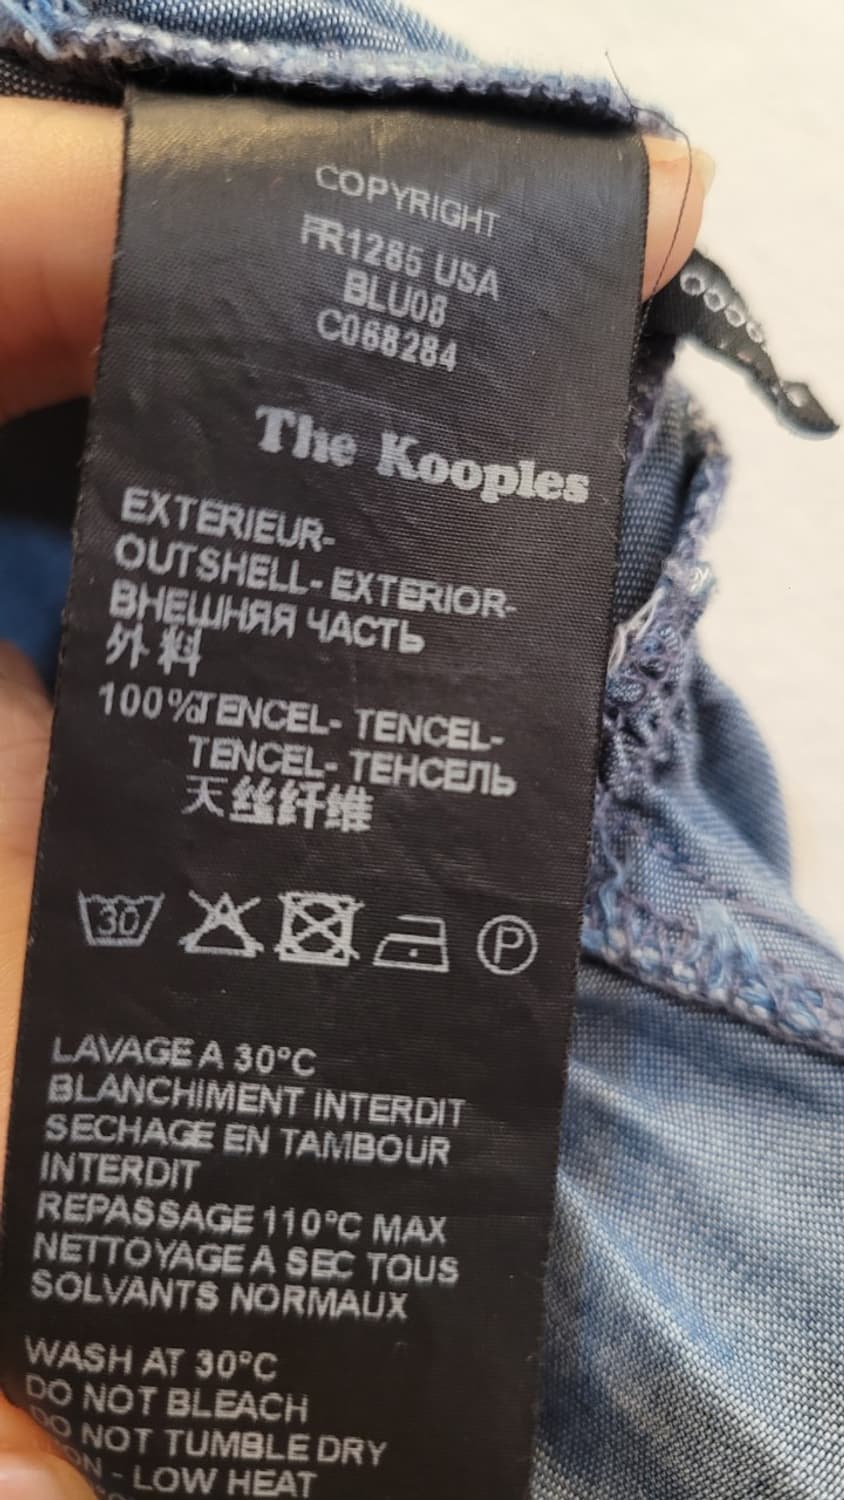 COPYRIGHT
FR1285 USA
BLU08
C068284
The Kooples
EXTERIEUR-
OUTSHELL- EXTERIOR-
ВНЕШНЯЯ ЧАСТЬ
外料
100%TENCEL- TENCEL-
TENCEL- ТЕНСЕЛЬ
天丝纤维
30
P
LAVAGE A 30°C
BLANCHIMENT INTERDIT
SECHAGE EN TAMBOUR
INTERDIT
REPASSAGE 110°C MAX
NETTOYAGE A SEC TOUS
SOLVANTS NORMAUX
WASH AT 30°C
DO NOT BLEACH
DO NOT TUMBLE DRY
- LOW HEAT